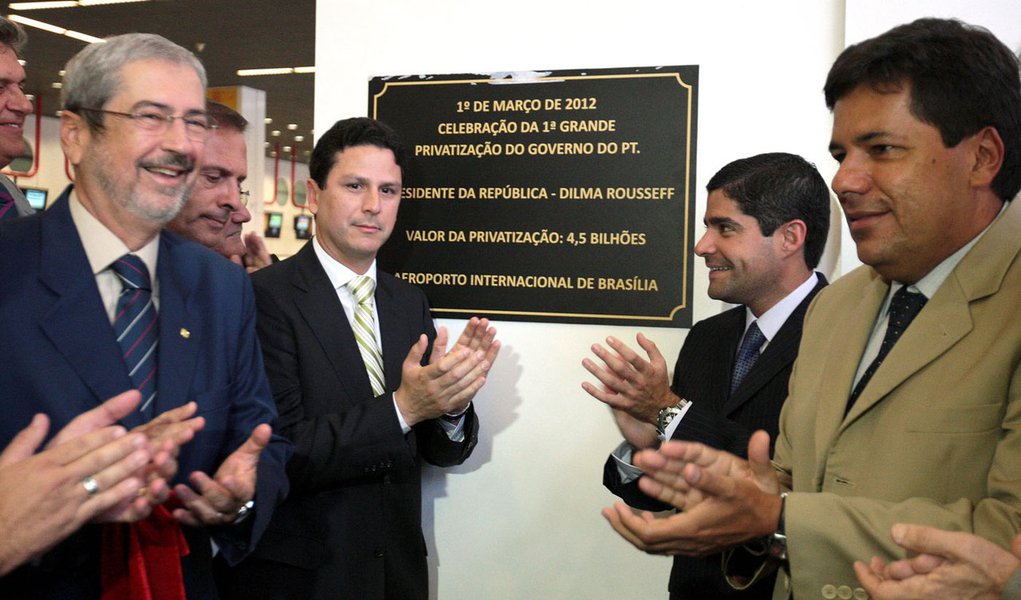 1º DE MARÇO DE 2012
CELEBRAÇÃO DA 1ª GRANDE
PRIVATIZAÇÃO DO GOVERNO DO PT.
ESIDENTE DA REPÚBLICA - DILMA ROUSSEFF
VALOR DA PRIVATIZAÇÃO: 4,5 BILHÕES
AEROPORTO INTERNACIONAL DE BRASÍLIA